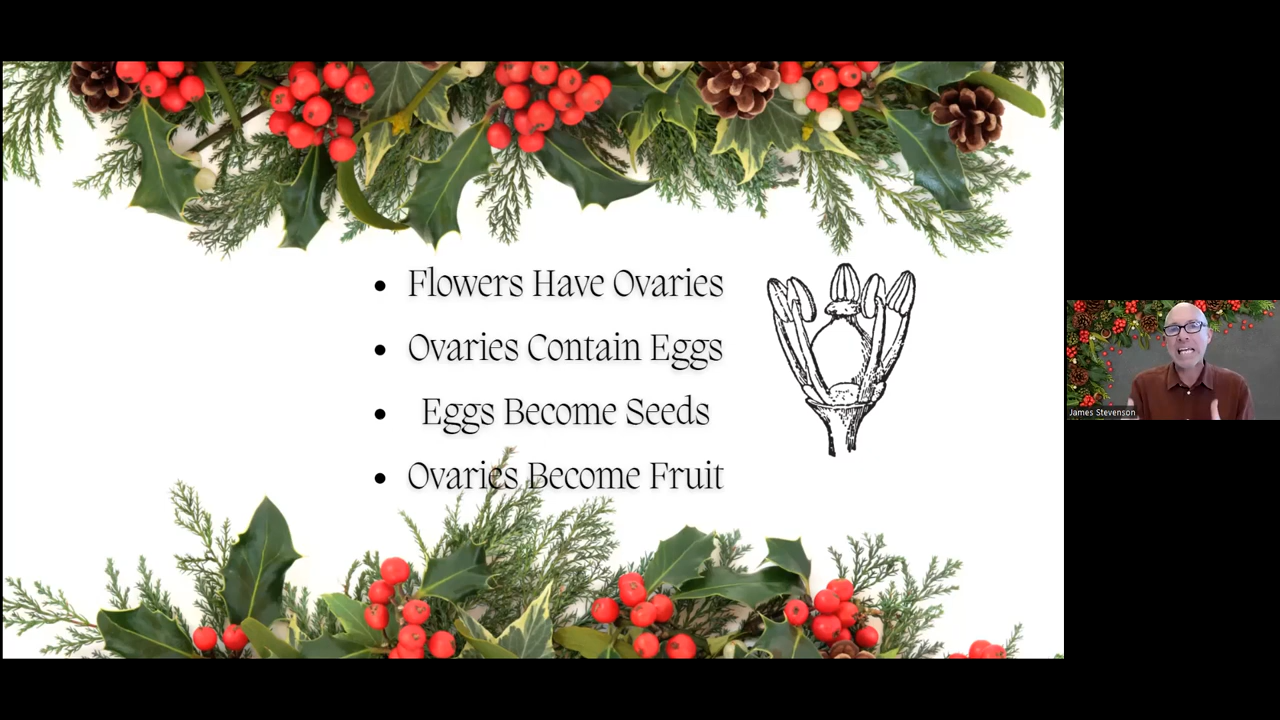 Flowers Have Ovaries
Ovaries Contain Eggs
Eggs Become Seeds
Ovaries Become Fruit
James Stevenson